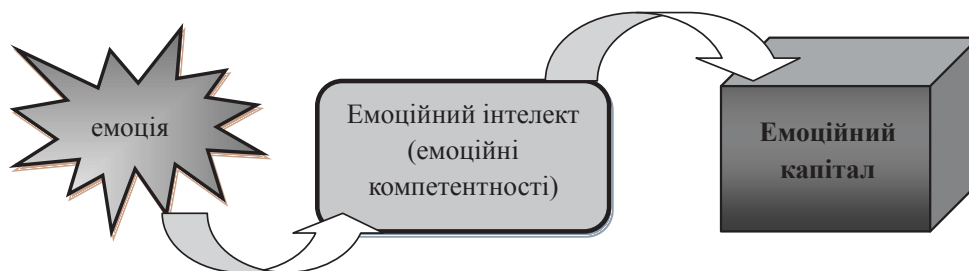 емоція
Емоційний інтелект
(емоційні
компетентності)
Емоційний
капітал